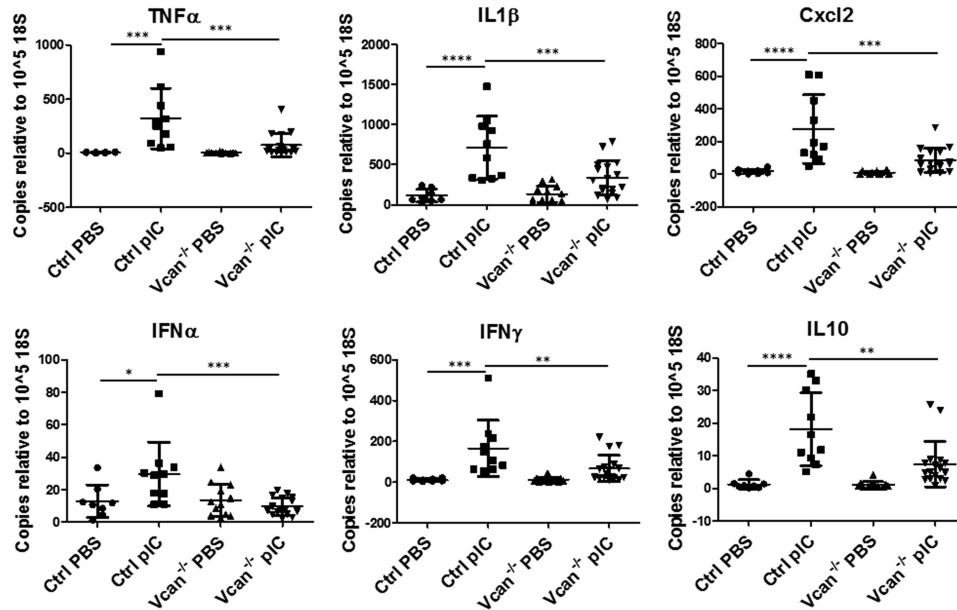 TNFα
Copies relative to 10^5 18S
1000
500
0
-500
***
***
Ctrl PBS
Ctrl pIC
Vcan⁻/⁻ PBS
Vcan⁻/⁻ pIC
IL1β
Copies relative to 10^5 18S
2000
1500
1000
500
0
****
***
Ctrl PBS
Ctrl pIC
Vcan⁻/⁻ PBS
Vcan⁻/⁻ pIC
Cxcl2
Copies relative to 10^5 18S
800
600
400
200
0
-200
****
***
Ctrl PBS
Ctrl pIC
Vcan⁻/⁻ PBS
Vcan⁻/⁻ pIC
IFNα
Copies relative to 10^5 18S
100
80
60
40
20
0
*
***
Ctrl PBS
Ctrl pIC
Vcan⁻/⁻ PBS
Vcan⁻/⁻ pIC
IFNγ
Copies relative to 10^5 18S
600
400
200
0
-200
***
**
Ctrl PBS
Ctrl pIC
Vcan⁻/⁻ PBS
Vcan⁻/⁻ pIC
IL10
Copies relative to 10^5 18S
40
30
20
10
0
-10
****
**
Ctrl PBS
Ctrl pIC
Vcan⁻/⁻ PBS
Vcan⁻/⁻ pIC